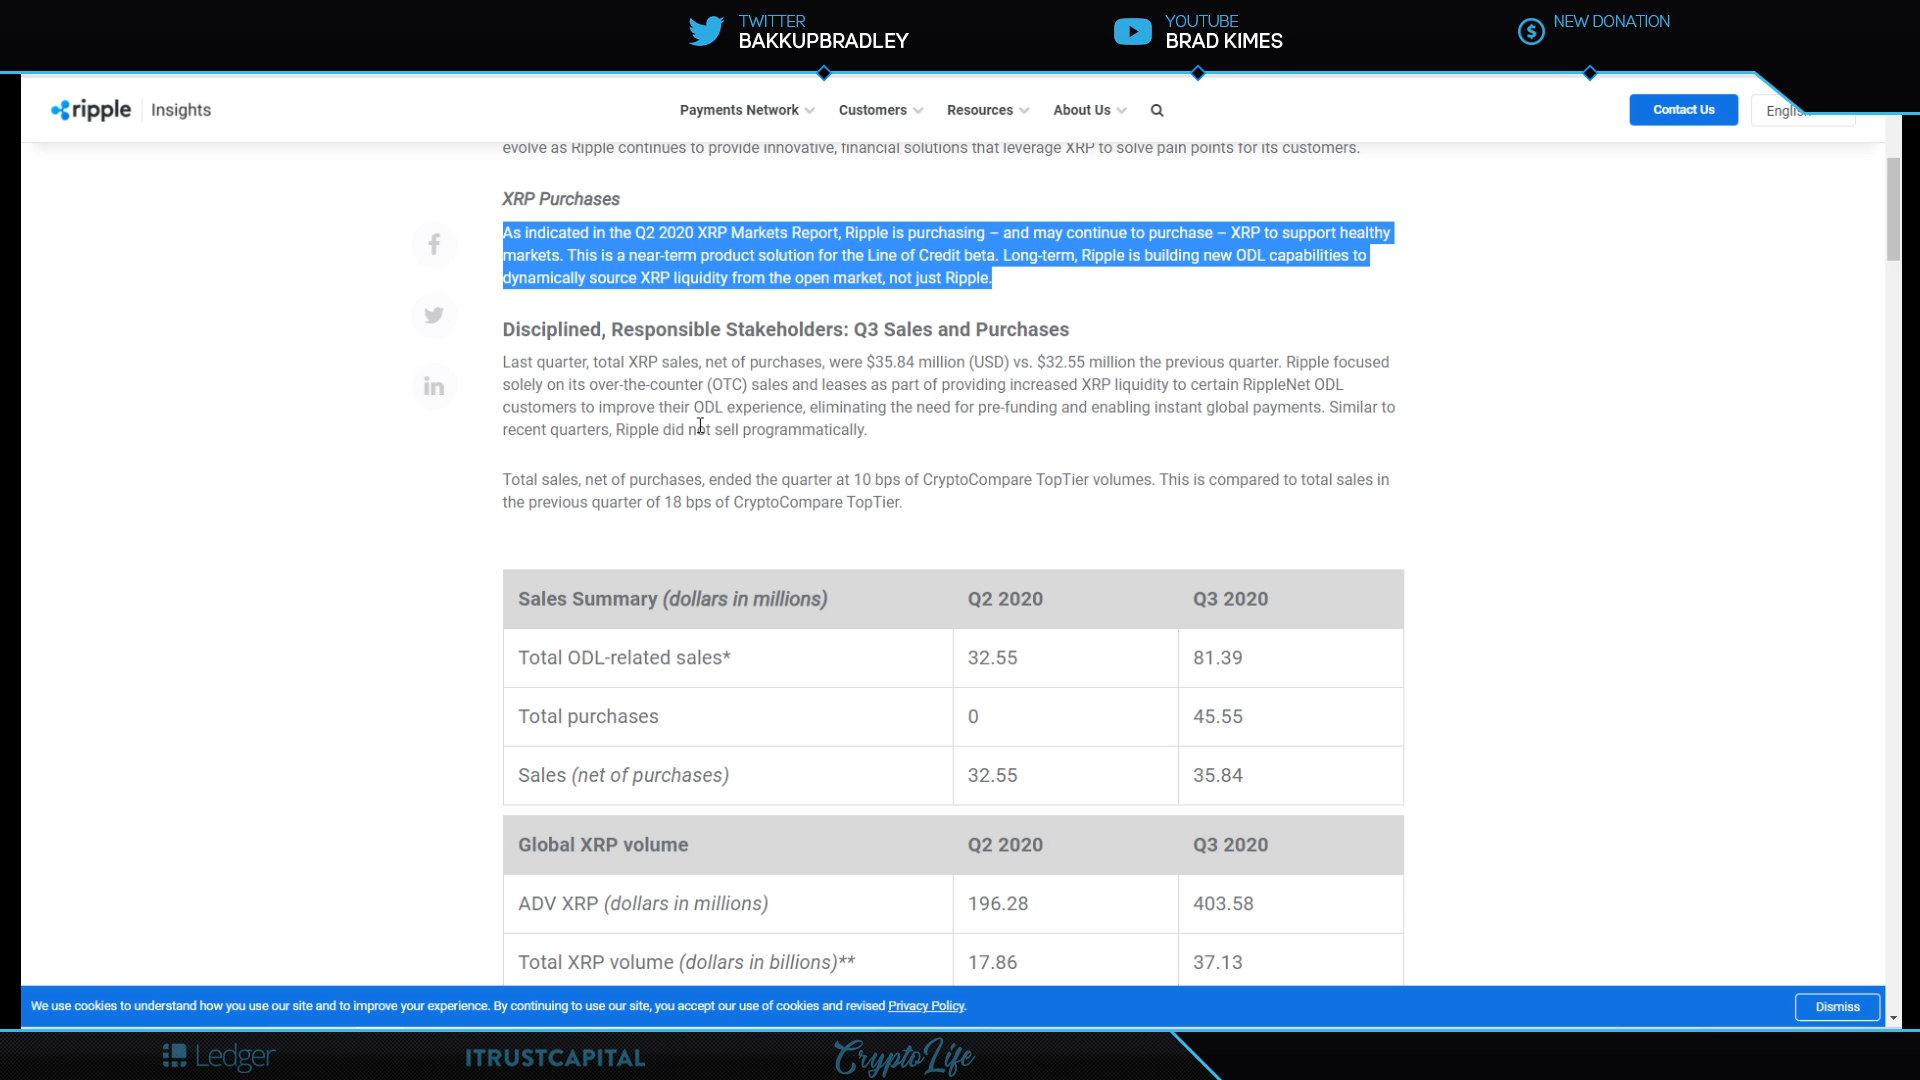 TWITTER
BAKKUPBRADLEY
YOUTUBE
BRAD KIMES
NEW DONATION
ripple Insights
Payments Network
Customers
Resources
About Us
Contact Us
evolve as Ripple continues to provide innovative, financial solutions that leverage XRP to solve pain points for its customers.
XRP Purchases
As indicated in the Q2 2020 XRP Markets Report, Ripple is purchasing – and may continue to purchase – XRP to support healthy
markets. This is a near-term product solution for the Line of Credit beta. Long-term, Ripple is building new ODL capabilities to
dynamically source XRP liquidity from the open market, not just Ripple.
Disciplined, Responsible Stakeholders: Q3 Sales and Purchases
Last quarter, total XRP sales, net of purchases, were $35.84 million (USD) vs. $32.55 million the previous quarter. Ripple focused
solely on its over-the-counter (OTC) sales and leases as part of providing increased XRP liquidity to certain RippleNet ODL
customers to improve their ODL experience, eliminating the need for pre-funding and enabling instant global payments. Similar to
recent quarters, Ripple did not sell programmatically.
Total sales, net of purchases, ended the quarter at 10 bps of CryptoCompare TopTier volumes. This is compared to total sales in
the previous quarter of 18 bps of CryptoCompare TopTier.
Sales Summary (dollars in millions) Q2 2020 Q3 2020
Total ODL-related sales* 32.55 81.39
Total purchases 0 45.55
Sales (net of purchases) 32.55 35.84
Global XRP volume Q2 2020 Q3 2020
ADV XRP (dollars in millions) 196.28 403.58
Total XRP volume (dollars in billions)** 17.86 37.13
We use cookies to understand how you use our site and to improve your experience. By continuing to use our site, you accept our use of cookies and revised Privacy Policy.
Dismiss
Ledger
ITRUSTCAPITAL
CryptoLife